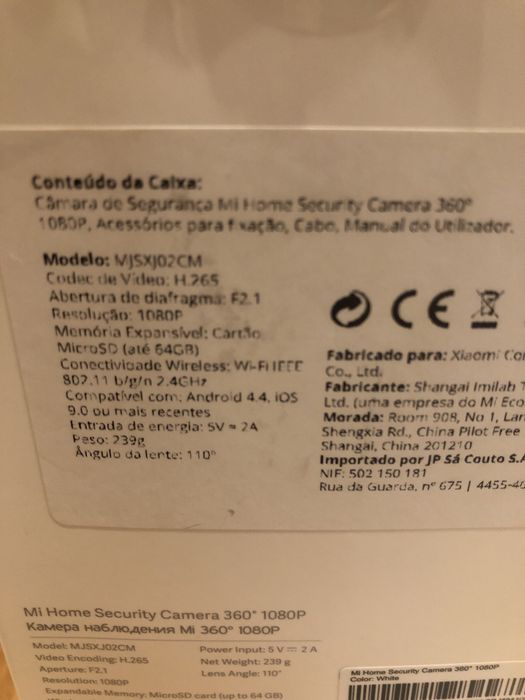 Conteúdo da Caixa:
Câmara de Segurança Mi Home Security Camera 360°
1080P, Acessórios para fixação, Cabo, Manual do Utilizador.
Modelo: MJSXJ02CM
Codec de Vídeo: H.265
Abertura de diafragma: F2.1
Resolução: 1080P
Memória Expansível: Cartão
MicroSD (até 64GB)
Conectividade Wireless: Wi-Fi IEEE
802.11 b/g/n 2.4GHz
Compatível com: Android 4.4, iOS
9.0 ou mais recentes
Entrada de energia: 5V = 2A
Peso: 239g
Ângulo da lente: 110°
CE
Fabricado para: Xiaomi Co
Co., Ltd.
Fabricante: Shangai Imilab T
Ltd. (uma empresa do Mi Eco
Morada: Room 908, No 1, Lan
Shengxia Rd., China Pilot Free
Shangai, China 201210
Importado por JP Sá Couto S.A
NIF: 502 150 181
Rua da Guarda, nº 675 | 4455-46
Mi Home Security Camera 360° 1080P
Камера наблюдения Mi 360° 1080P
Model: MJSXJ02CM
Video Encoding: H.265
Aperture: F2.1
Resolution: 1080P
Expandable Memory: MicroSD card (up to 64 GB)
Power Input: 5 V ⎓ 2 A
Net Weight: 239 g
Lens Angle: 110°
Mi Home Security Camera 360° 1080P
Color: White